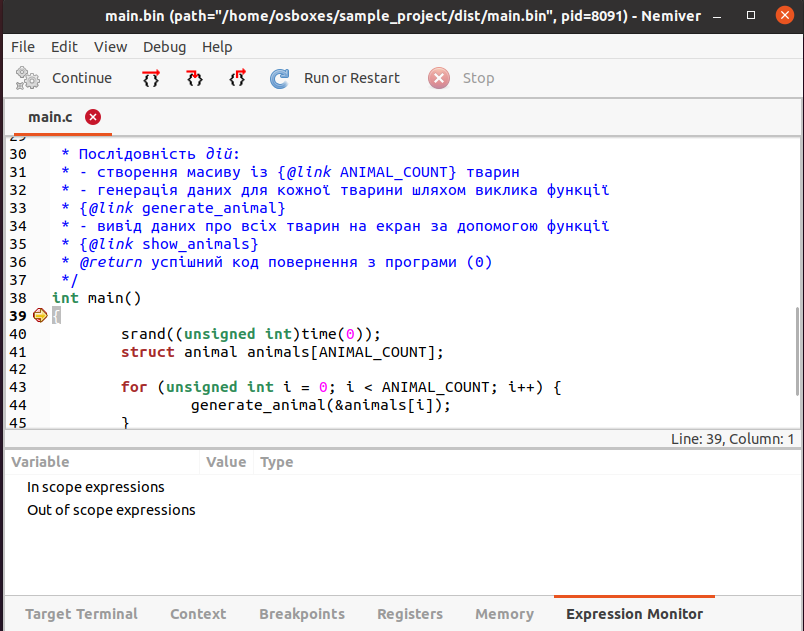 main.bin (path="/home/osboxes/sample_project/dist/main.bin", pid=8091) - Nemiver
File Edit View Debug Help
Continue Run or Restart Stop
main.c
29
30 * Послідовність дій:
31 * - створення масиву із {@link ANIMAL_COUNT} тварин
32 * - генерація даних для кожної тварини шляхом виклика функції
33 * {@link generate_animal}
34 * - вивід даних про всіх тварин на екран за допомогою функції
35 * {@link show_animals}
36 * @return успішний код повернення з програми (0)
37 */
38 int main()
39 {
40 srand((unsigned int)time(0));
41 struct animal animals[ANIMAL_COUNT];
42
43 for (unsigned int i = 0; i < ANIMAL_COUNT; i++) {
44 generate_animal(&animals[i]);
45 }
Line: 39, Column: 1
Variable Value Type
In scope expressions
Out of scope expressions
Target Terminal Context Breakpoints Registers Memory Expression Monitor